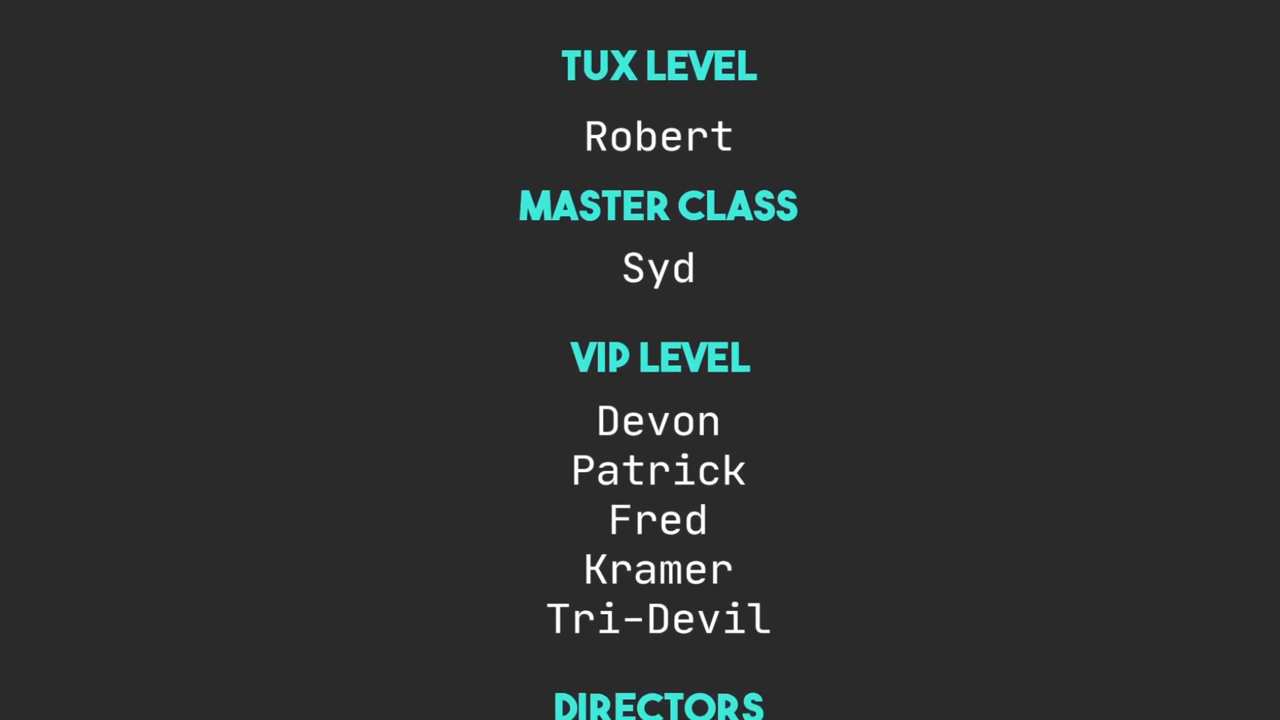 TUX LEVEL
Robert
MASTER CLASS
Syd
VIP LEVEL
Devon
Patrick
Fred
Kramer
Tri-Devil
DIRECTORS